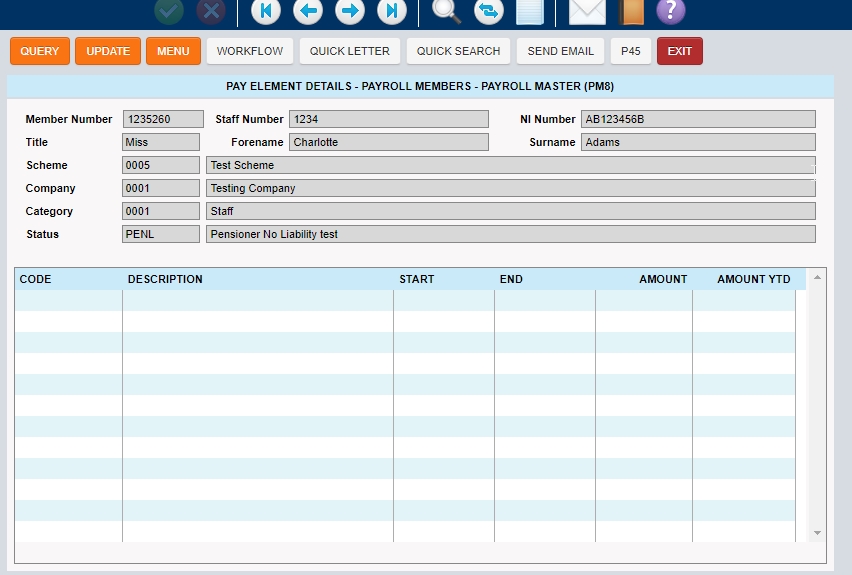 ?
QUERY UPDATE MENU WORKFLOW QUICK LETTER QUICK SEARCH SEND EMAIL P45 EXIT
PAY ELEMENT DETAILS - PAYROLL MEMBERS - PAYROLL MASTER (PM8)
Member Number 1235260 Staff Number 1234 NI Number AB123456B
Title Miss Forename Charlotte Surname Adams
Scheme 0005 Test Scheme
Company 0001 Testing Company
Category 0001 Staff
Status PENL Pensioner No Liability test
CODE DESCRIPTION START END AMOUNT AMOUNT YTD